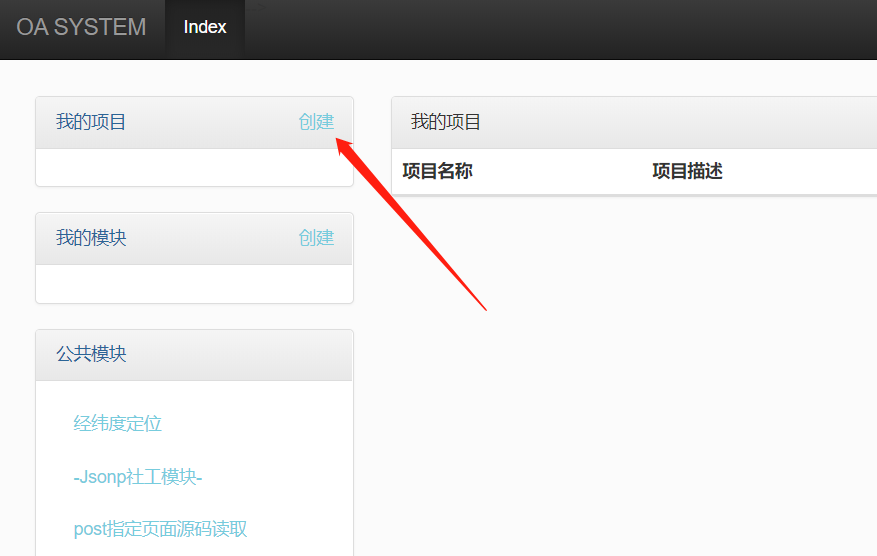 OA SYSTEM Index
我的项目 创建
我的模块 创建
公共模块
经纬度定位
-Jsonp社工模块-
post指定页面源码读取
我的项目
项目名称 项目描述